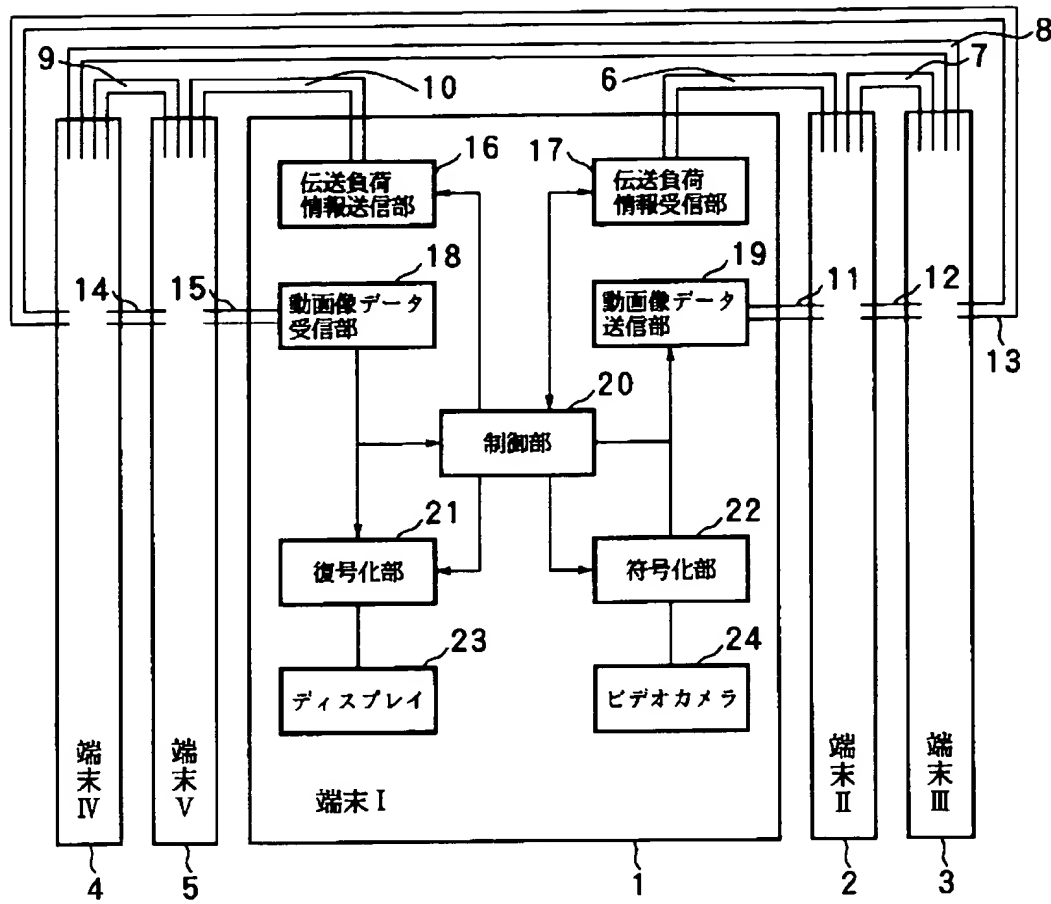 8
9
10
6
7
16
伝送負荷
情報送信部
17
伝送負荷
情報受信部
18
動画像データ
受信部
19
動画像データ
送信部
14
15
11
12
13
20
制御部
21
復号化部
22
符号化部
23
ディスプレイ
24
ビデオカメラ
端末Ⅳ
端末Ⅴ
端末Ⅰ
端末Ⅱ
端末Ⅲ
4
5
1
2
3